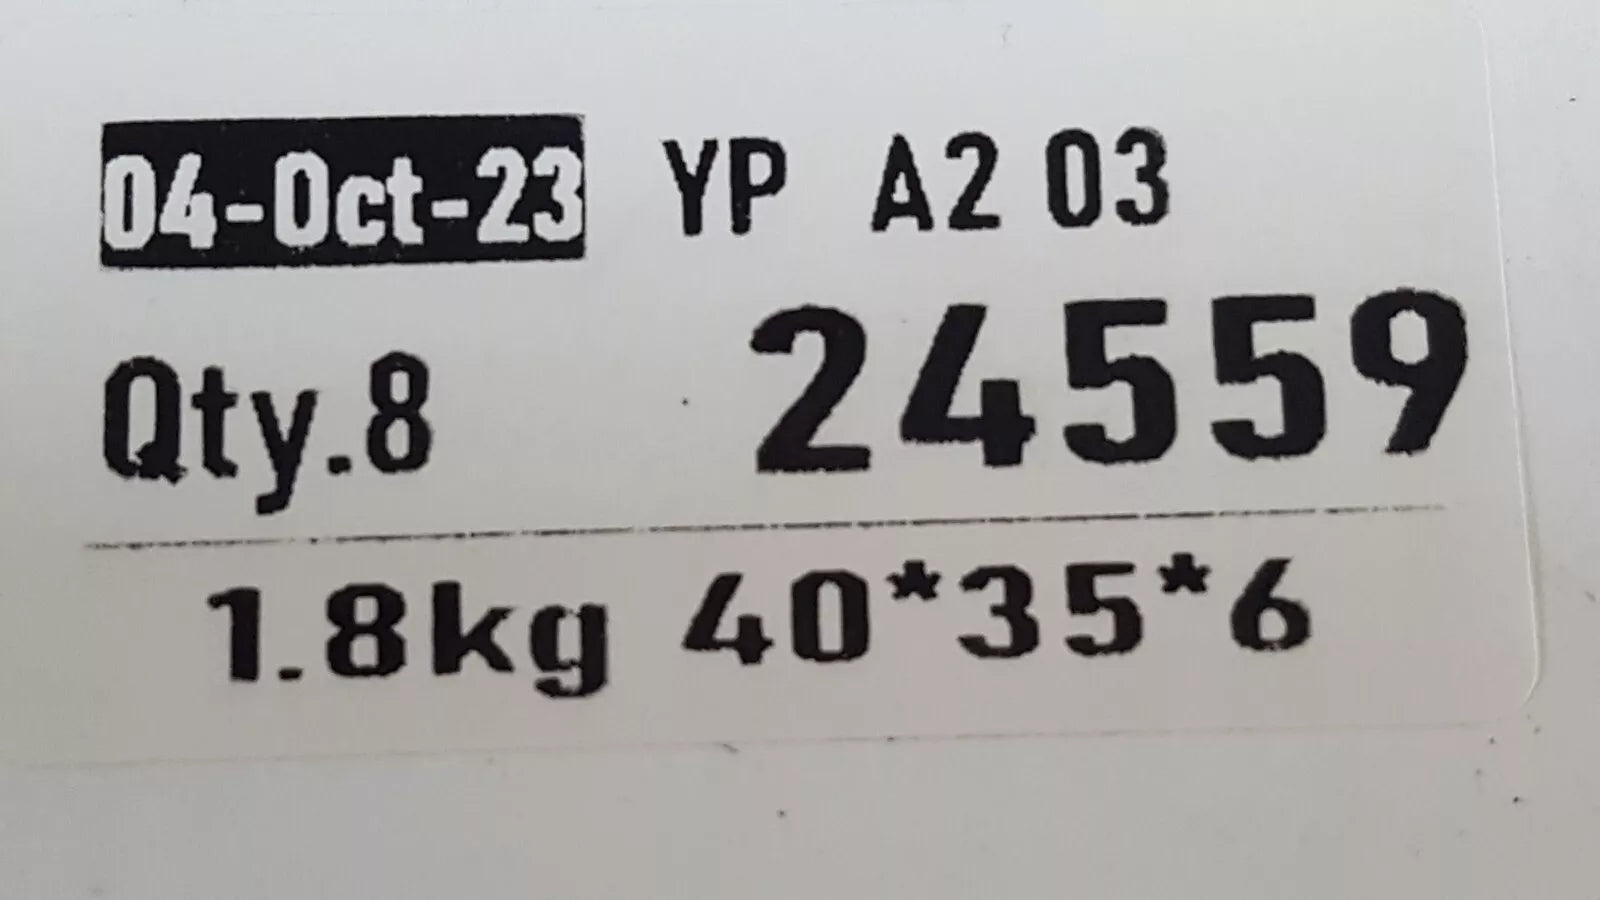 04-Oct-23 YP A2 03
Qty.8 24559
1.8kg 40*35*6